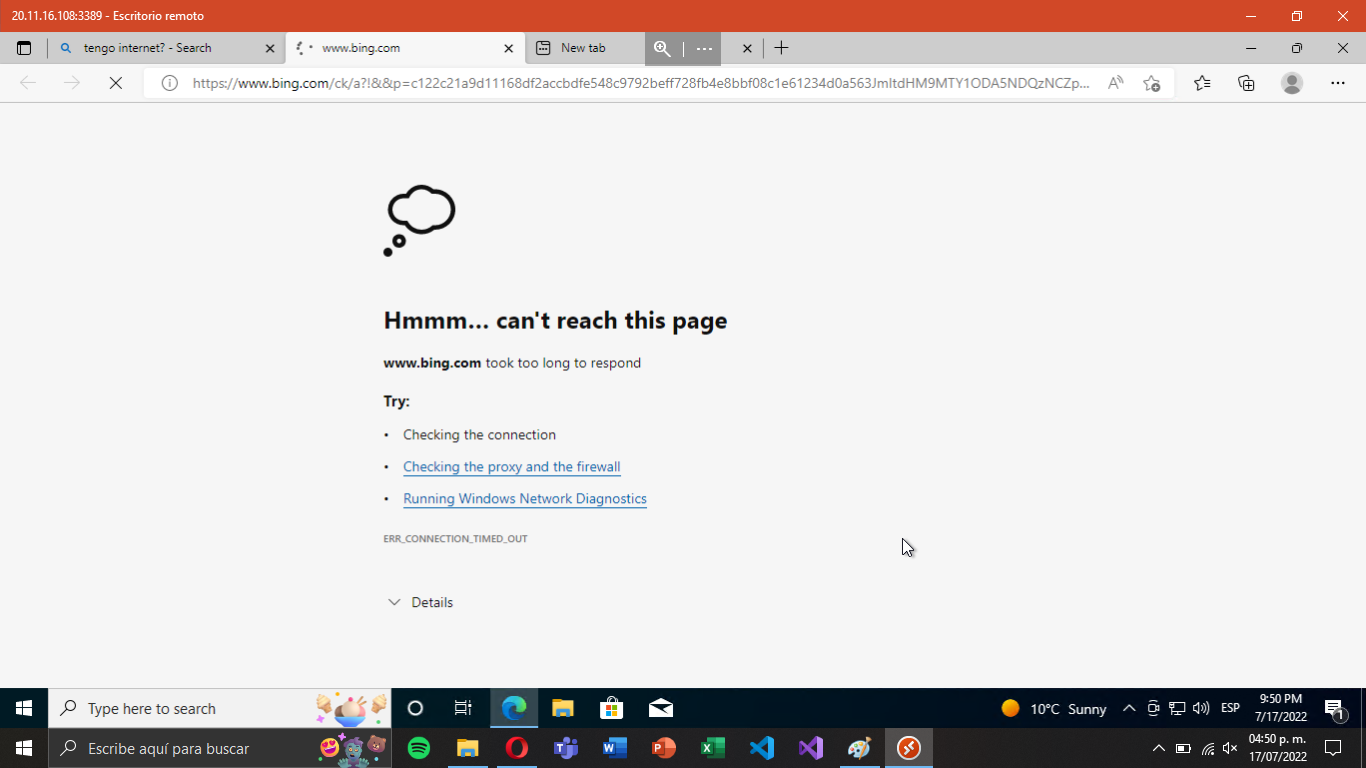 20.11.16.108:3389 - Escritorio remoto
tengo internet? - Search
www.bing.com
New tab
https://www.bing.com/ck/a?!&&p=c122c21a9d11168df2accbdfe548c9792beff728fb4e8bbf08c1e61234d0a563JmltdHM9MTY1ODA5NDQzNCZp...
Hmmm... can't reach this page
www.bing.com took too long to respond
Try:
• Checking the connection
• Checking the proxy and the firewall
• Running Windows Network Diagnostics
ERR_CONNECTION_TIMED_OUT
Details
Type here to search
10°C Sunny
ESP
9:50 PM
7/17/2022
1
Escribe aquí para buscar
04:50 p. m.
17/07/2022